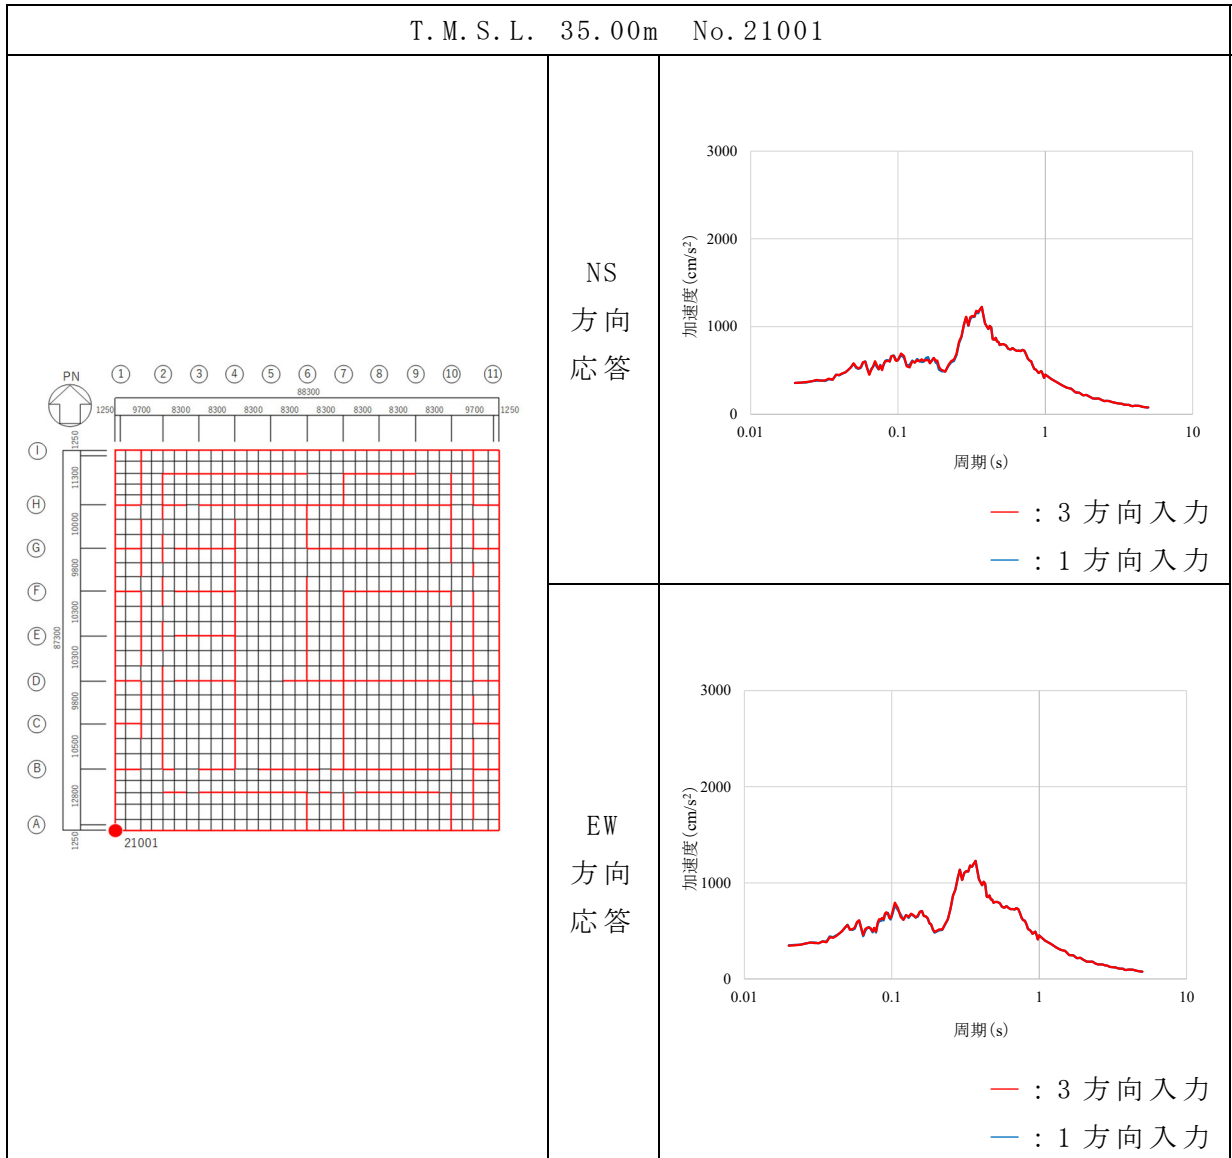 T.M.S.L. 35.00m No.21001
PN
1 2 3 4 5 6 7 8 9 10 11
88300
1250 9700 8300 8300 8300 8300 8300 8300 8300 8300 9700 1250
I
H
G
F
E
D
C
B
A
1250
11300
10000
9800
10300
10300
9800
10500
12800
1250
87300
21001
NS
方向
応答
加速度(cm/s²)
3000
2000
1000
0
0.01 0.1 1 10
周期(s)
— : 3 方向入力
— : 1 方向入力
EW
方向
応答
加速度(cm/s²)
3000
2000
1000
0
0.01 0.1 1 10
周期(s)
— : 3 方向入力
— : 1 方向入力